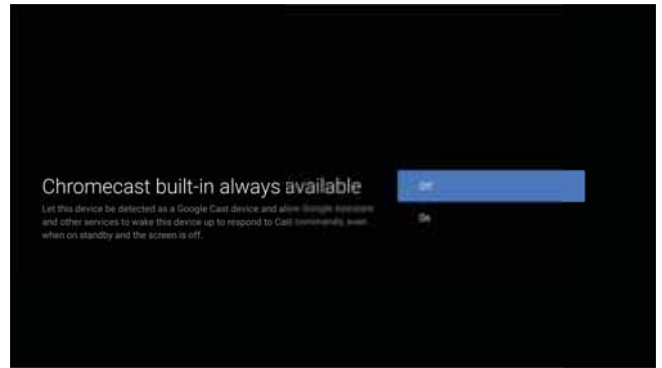 Chromecast built-in always available
Let this device be detected as a Google Cast device and allow Google Assistant
and other services to wake this device up to respond to Cast commands, even
when on standby and the screen is off.
Off
On